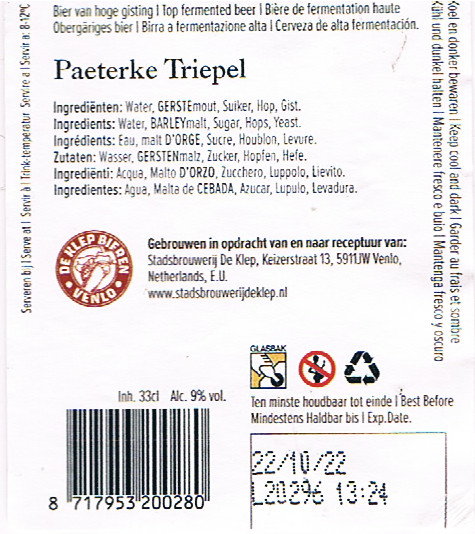 Bier van hoge gisting | Top fermented beer | Bière de fermentation haute
Obergäriges bier | Birra a fermentazione alta | Cerveza de alta fermentación.
Paeterke Triepel
Ingrediënten: Water, GERSTEmout, Suiker, Hop, Gist.
Ingredients: Water, BARLEYmalt, Sugar, Hops, Yeast.
Ingrédients: Eau, malt D'ORGE, Sucre, Houblon, Levure.
Zutaten: Wasser, GERSTENmalz, Zucker, Hopfen, Hefe.
Ingrediënti: Acqua, Malto D'ORZO, Zucchero, Luppolo, Lievito.
Ingredientes: Agua, Malta de CEBADA, Azucar, Lupulo, Levadura.
Serveren bij | Serve at | Servir à | Trink-temperatur Servire a | Servir a: 8-12°C
Koel en donker bewaren | Keep cool and dark | Garder au frais et sombre
Kühl und dunkel halten | Mantenere fresco e buio | Mantenga fresco y oscuro
DE KLEP BIEREN
• VENLO •
Gebrouwen in opdracht van en naar receptuur van:
Stadsbrouwerij De Klep, Keizerstraat 13, 5911JW Venlo,
Netherlands, E.U.
www.stadsbrouwerijdeklep.nl
GLASBAK
Inh. 33cl Alc. 9% vol.
Ten minste houdbaar tot einde | Best Before
Mindestens Haldbar bis | Exp.Date.
22/10/22
L20296 13:24
8 717953 200280